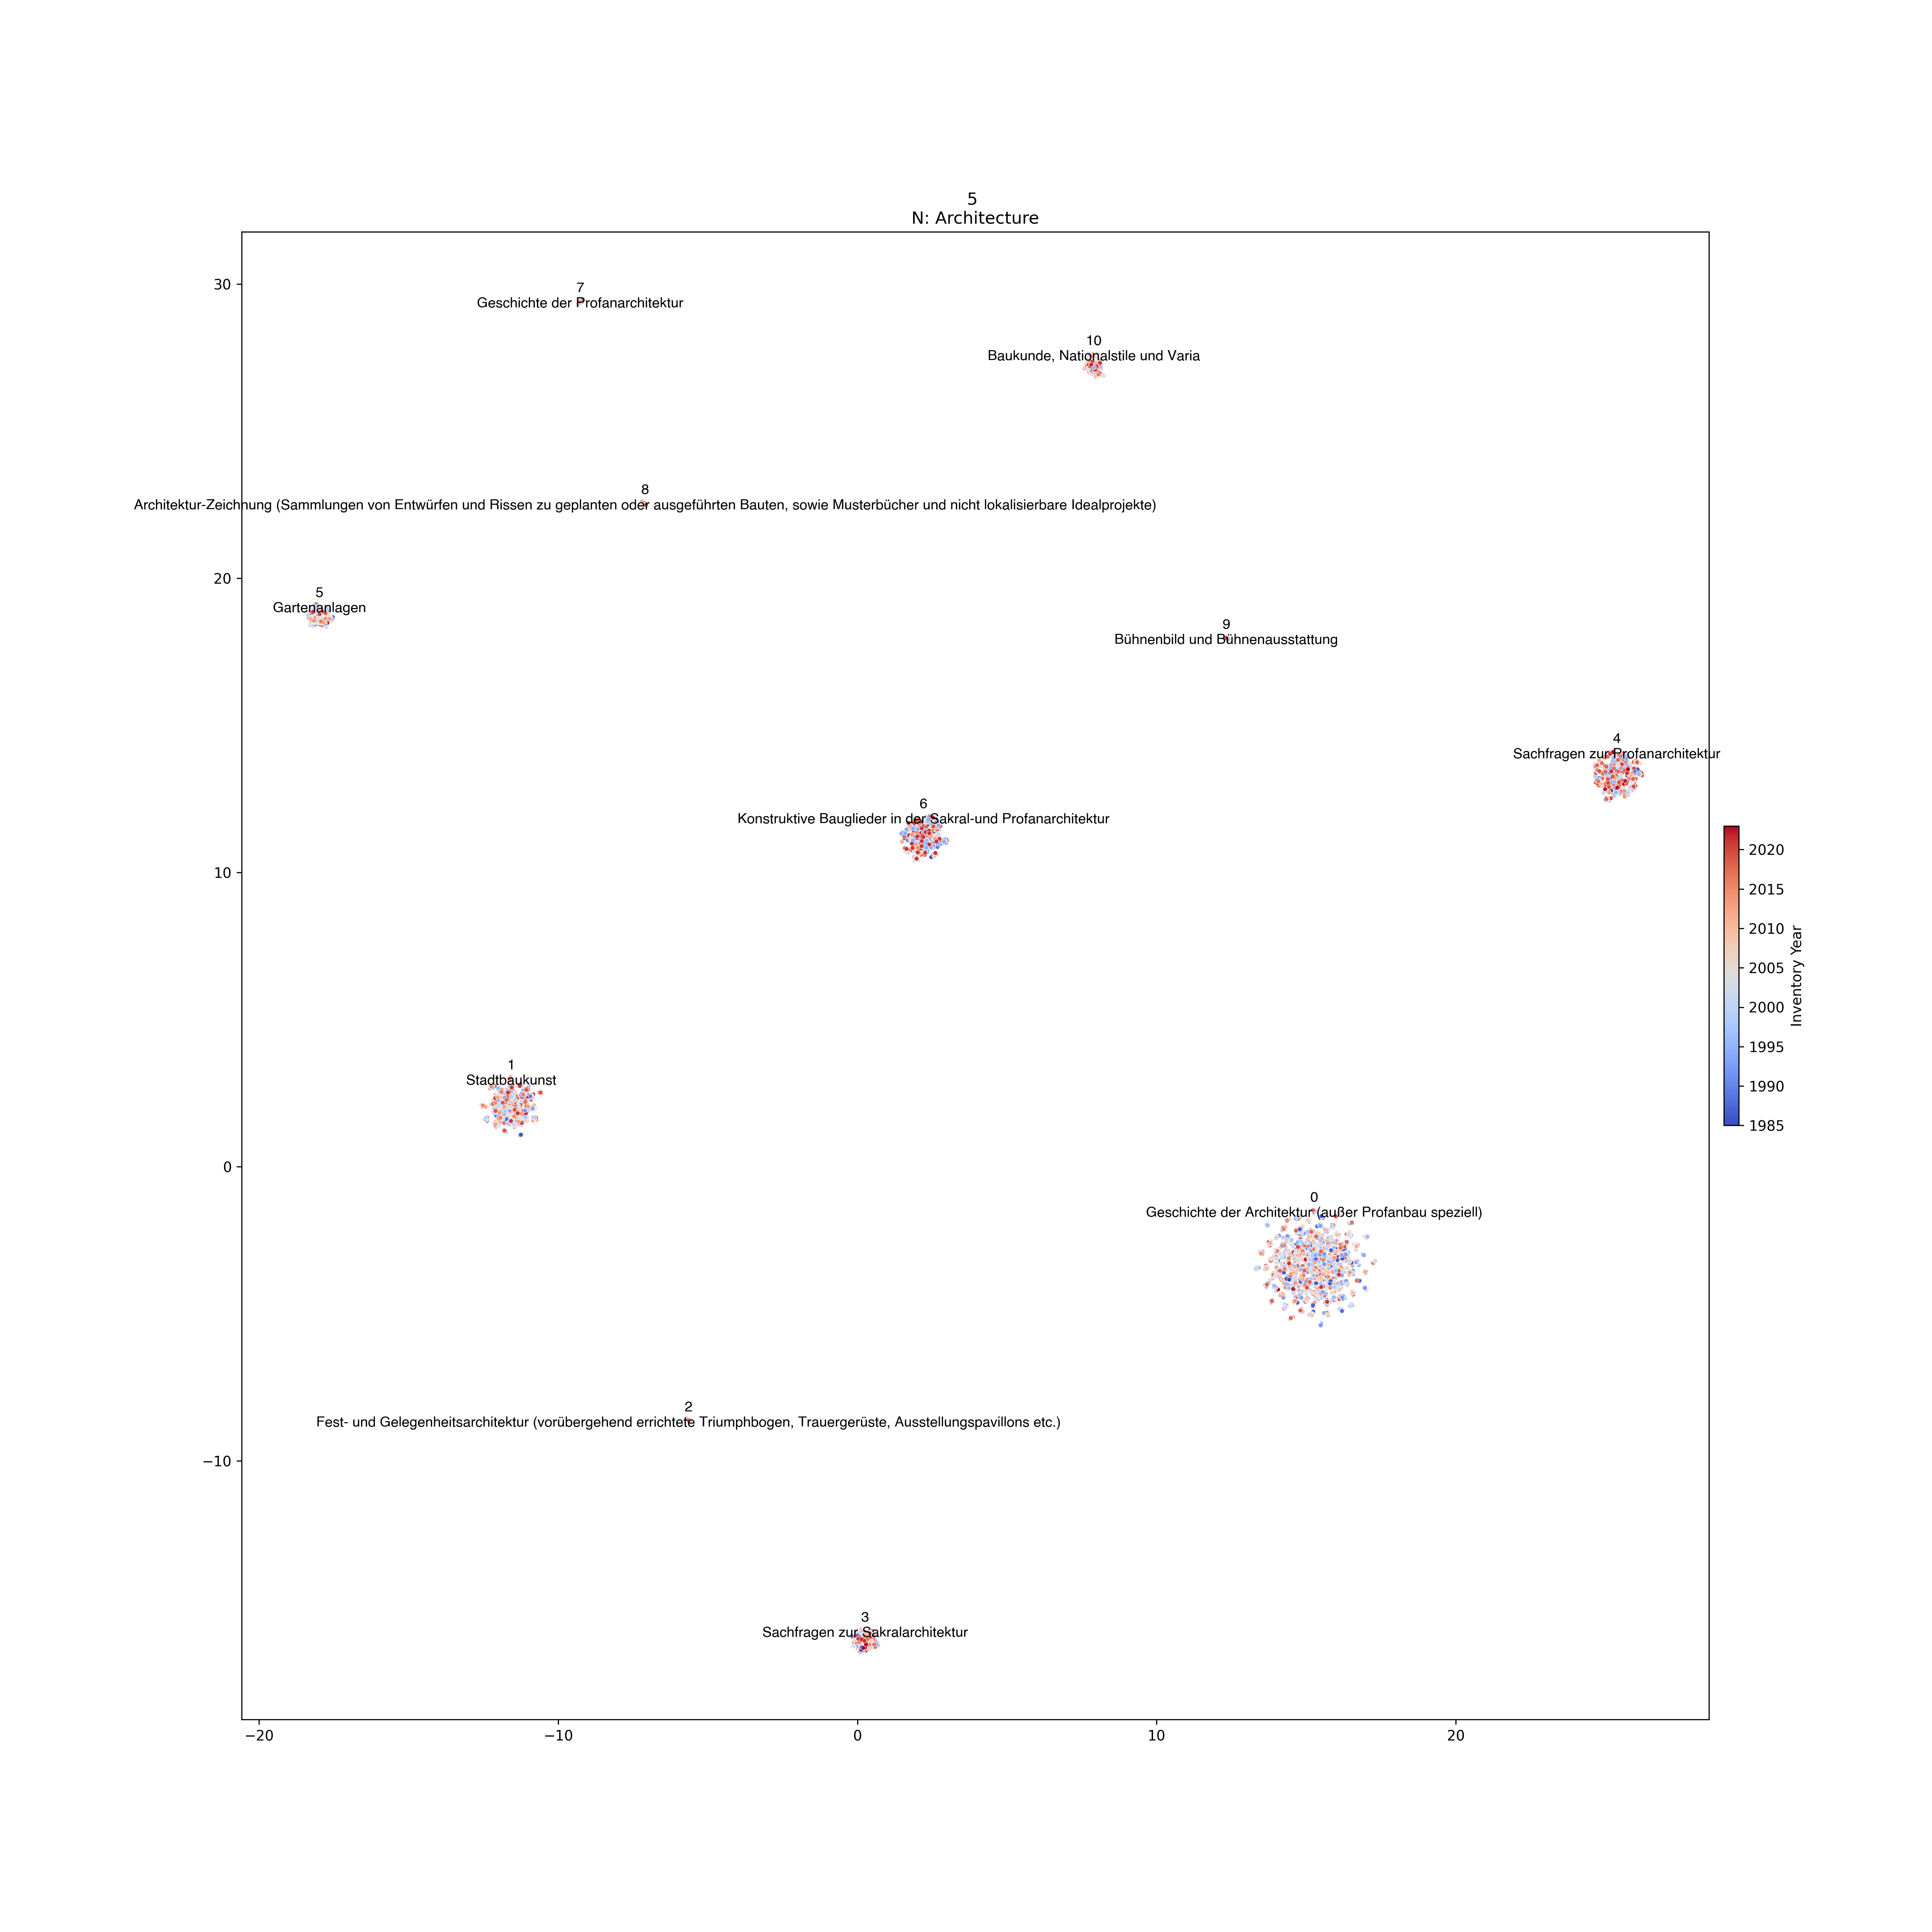 5
N: Architecture
30
7
Geschichte der Profanarchitektur
10
Baukunde, Nationalstile und Varia
8
Architektur-Zeichnung (Sammlungen von Entwürfen und Rissen zu geplanten oder ausgeführten Bauten, sowie Musterbücher und nicht lokalisierbare Idealprojekte)
20
5
Gartenanlagen
9
Bühnenbild und Bühnenausstattung
4
Sachfragen zur Profanarchitektur
6
Konstruktive Bauglieder in der Sakral-und Profanarchitektur
10
1
Stadtbaukunst
0
0
Geschichte der Architektur (außer Profanbau speziell)
2
Fest- und Gelegenheitsarchitektur (vorübergehend errichtete Triumphbogen, Trauergerüste, Ausstellungspavillons etc.)
−10
3
Sachfragen zur Sakralarchitektur
−20
−10
0
10
20
2020
2015
2010
2005
2000
1995
1990
1985
Inventory Year